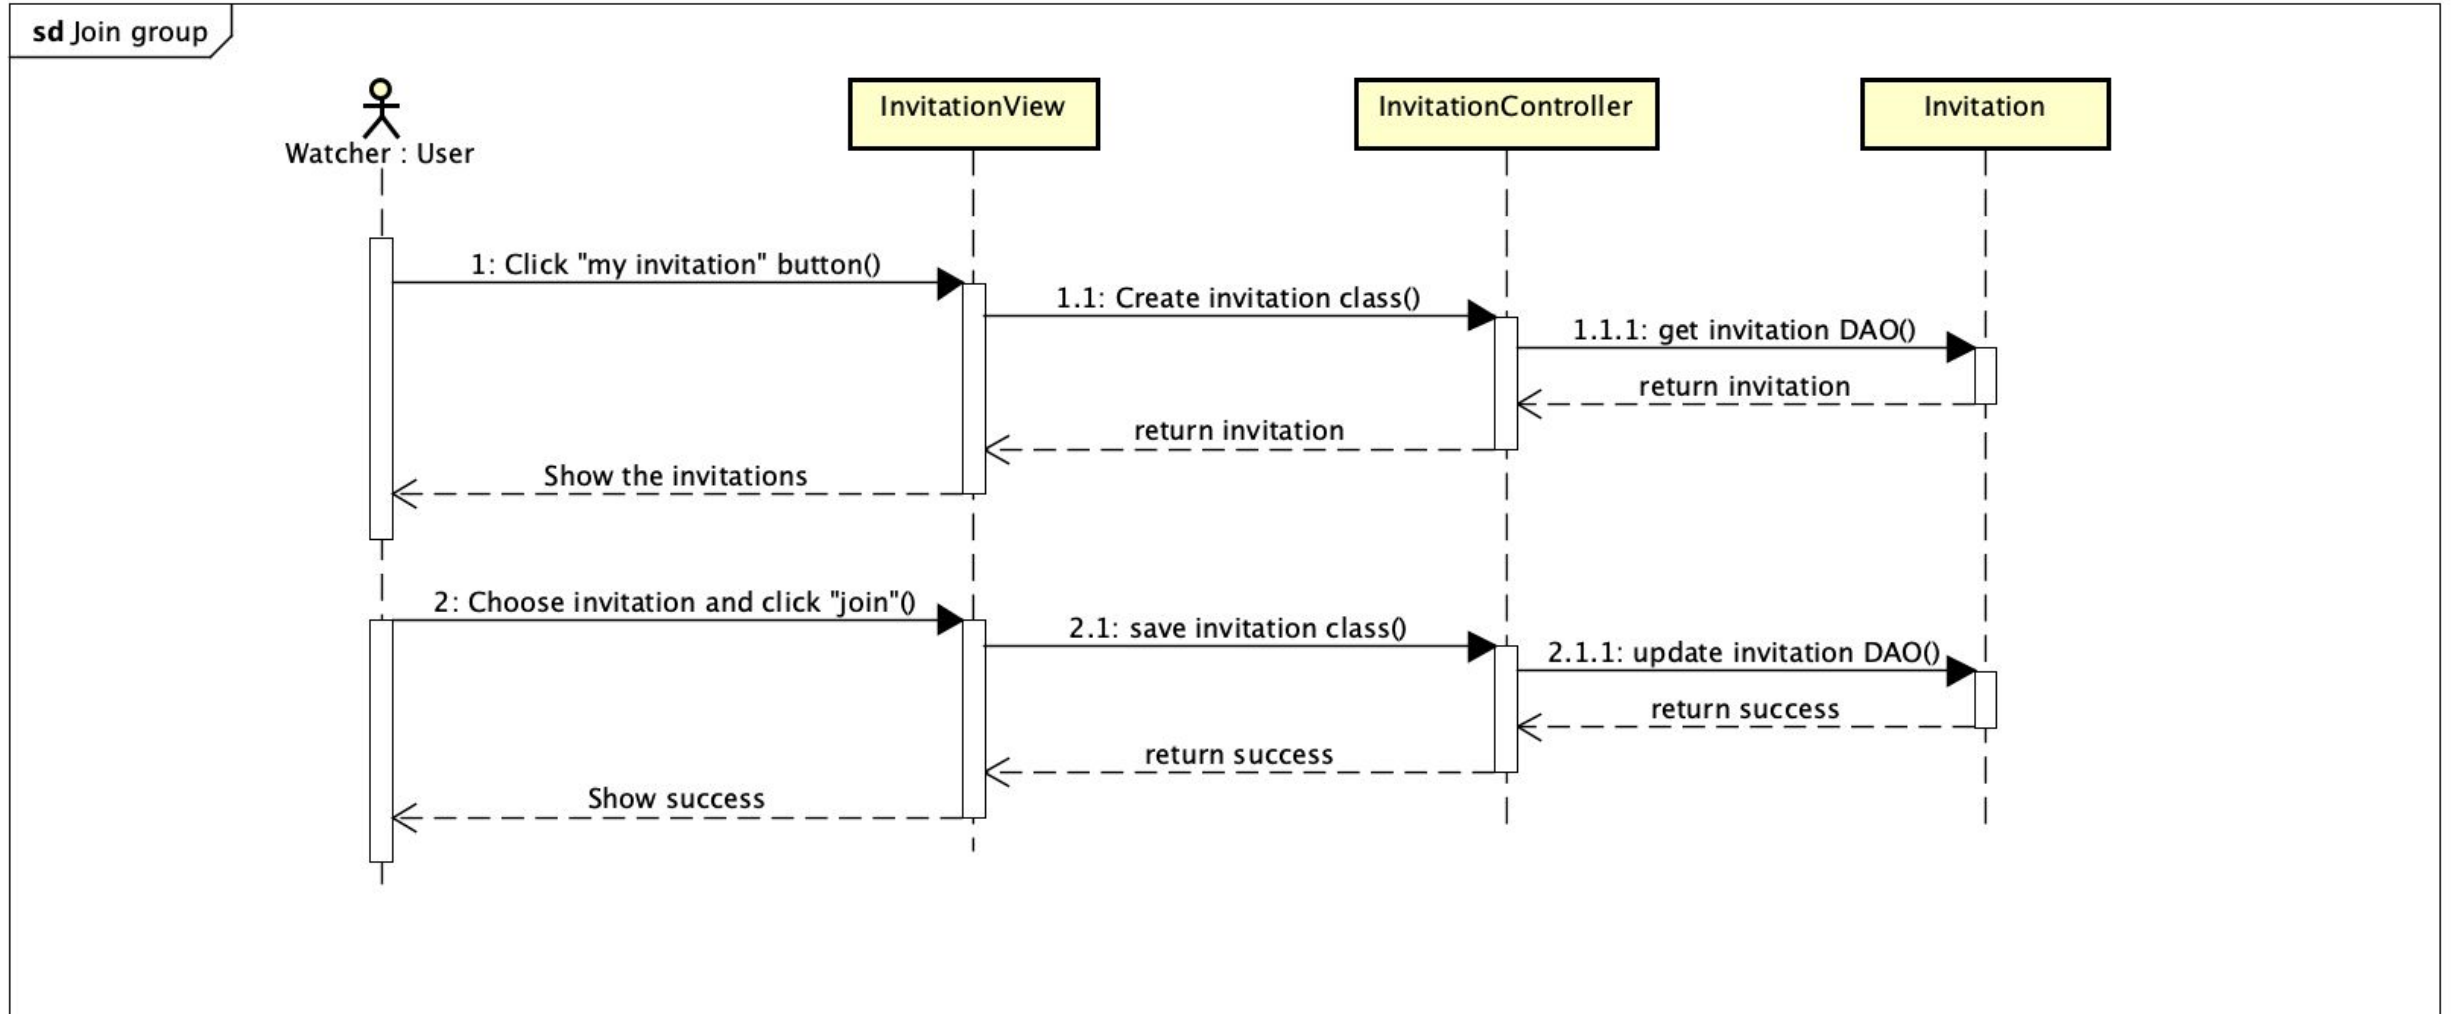 sd Join group
Watcher : User
InvitationView
InvitationController
Invitation
1: Click "my invitation" button()
1.1: Create invitation class()
1.1.1: get invitation DAO()
return invitation
return invitation
Show the invitations
2: Choose invitation and click "join"()
2.1: save invitation class()
2.1.1: update invitation DAO()
return success
return success
Show success